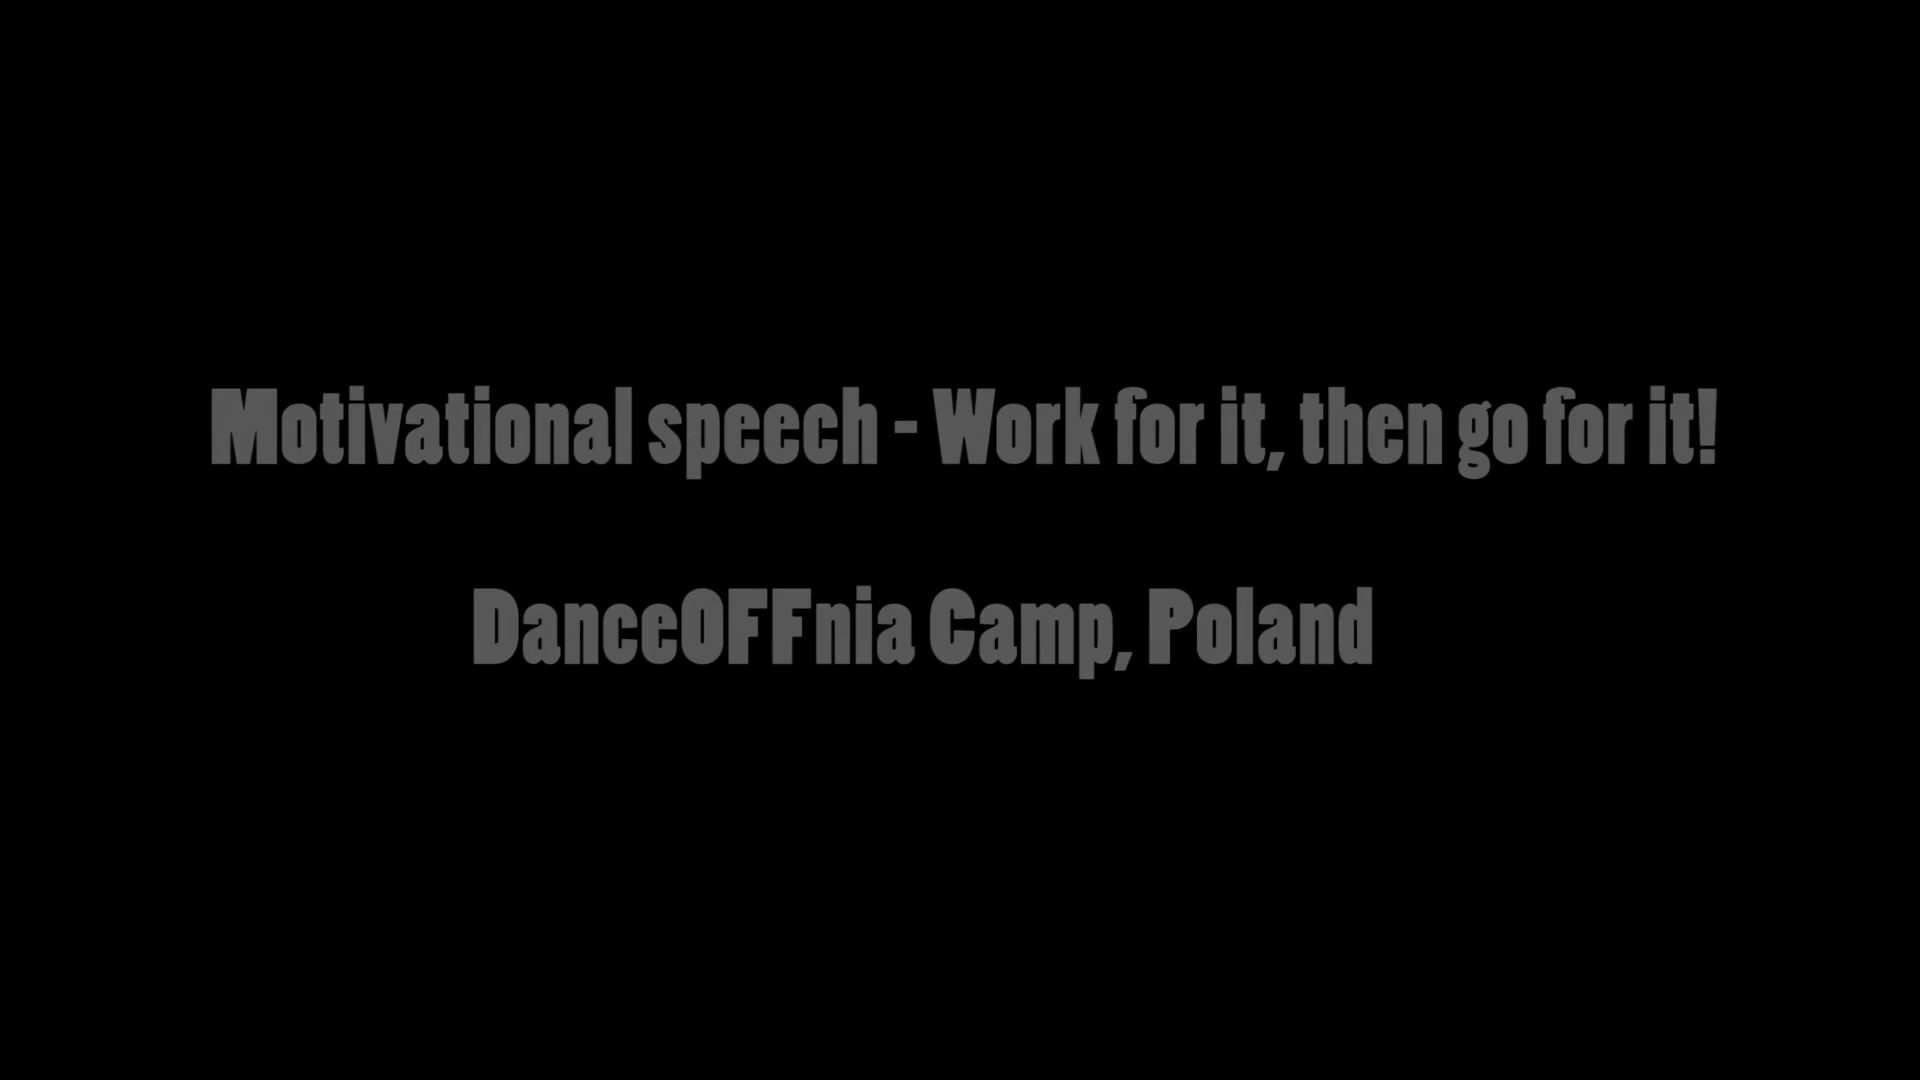 Motivational speech - Work for it, then go for it!
DanceOFFnia Camp, Poland